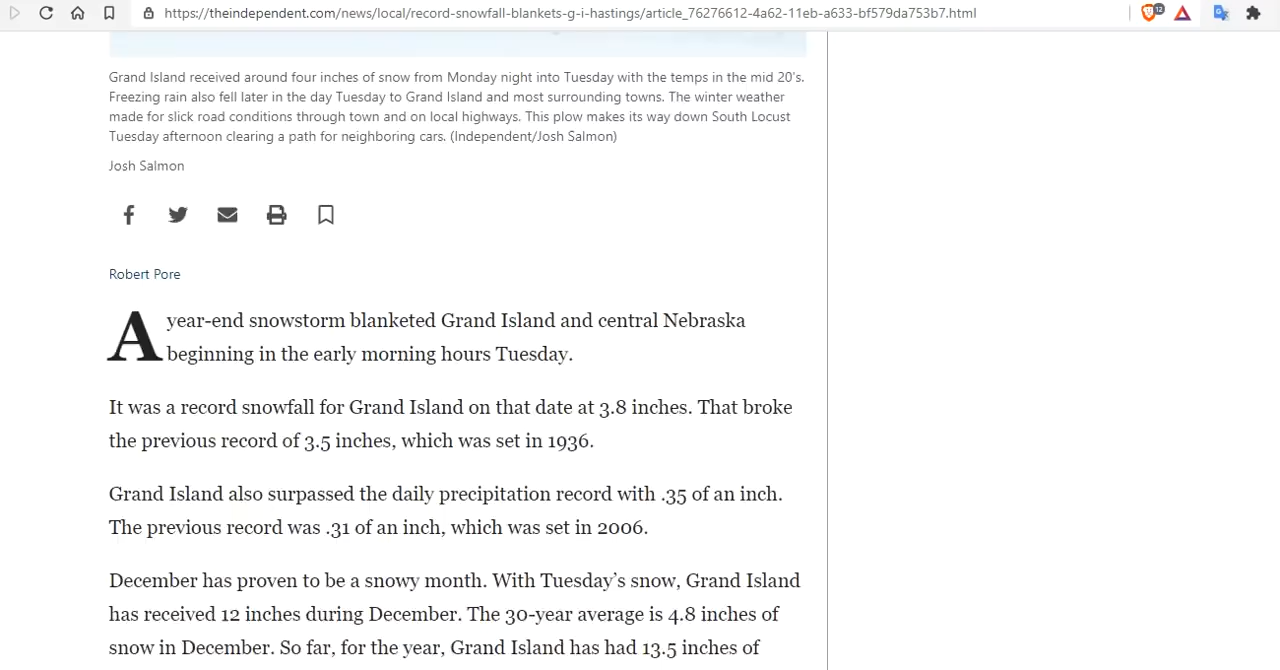 https://theindependent.com/news/local/record-snowfall-blankets-g-i-hastings/article_76276612-4a62-11eb-a633-bf579da753b7.html
12
Grand Island received around four inches of snow from Monday night into Tuesday with the temps in the mid 20's.
Freezing rain also fell later in the day Tuesday to Grand Island and most surrounding towns. The winter weather
made for slick road conditions through town and on local highways. This plow makes its way down South Locust
Tuesday afternoon clearing a path for neighboring cars. (Independent/Josh Salmon)
Josh Salmon
Robert Pore
A year-end snowstorm blanketed Grand Island and central Nebraska
beginning in the early morning hours Tuesday.
It was a record snowfall for Grand Island on that date at 3.8 inches. That broke
the previous record of 3.5 inches, which was set in 1936.
Grand Island also surpassed the daily precipitation record with .35 of an inch.
The previous record was .31 of an inch, which was set in 2006.
December has proven to be a snowy month. With Tuesday’s snow, Grand Island
has received 12 inches during December. The 30-year average is 4.8 inches of
snow in December. So far, for the year, Grand Island has had 13.5 inches of